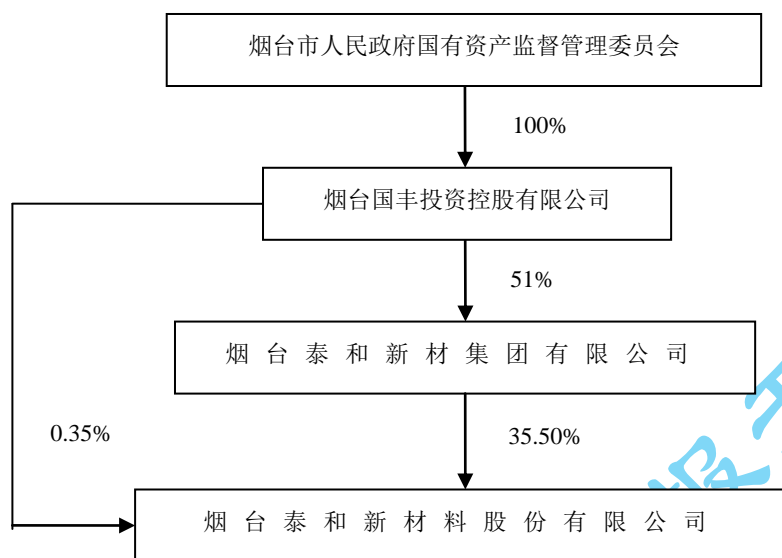 烟台市人民政府国有资产监督管理委员会
100%
烟台国丰投资控股有限公司
51%
烟台泰和新材集团有限公司
0.35%
35.50%
烟台泰和新材料股份有限公司